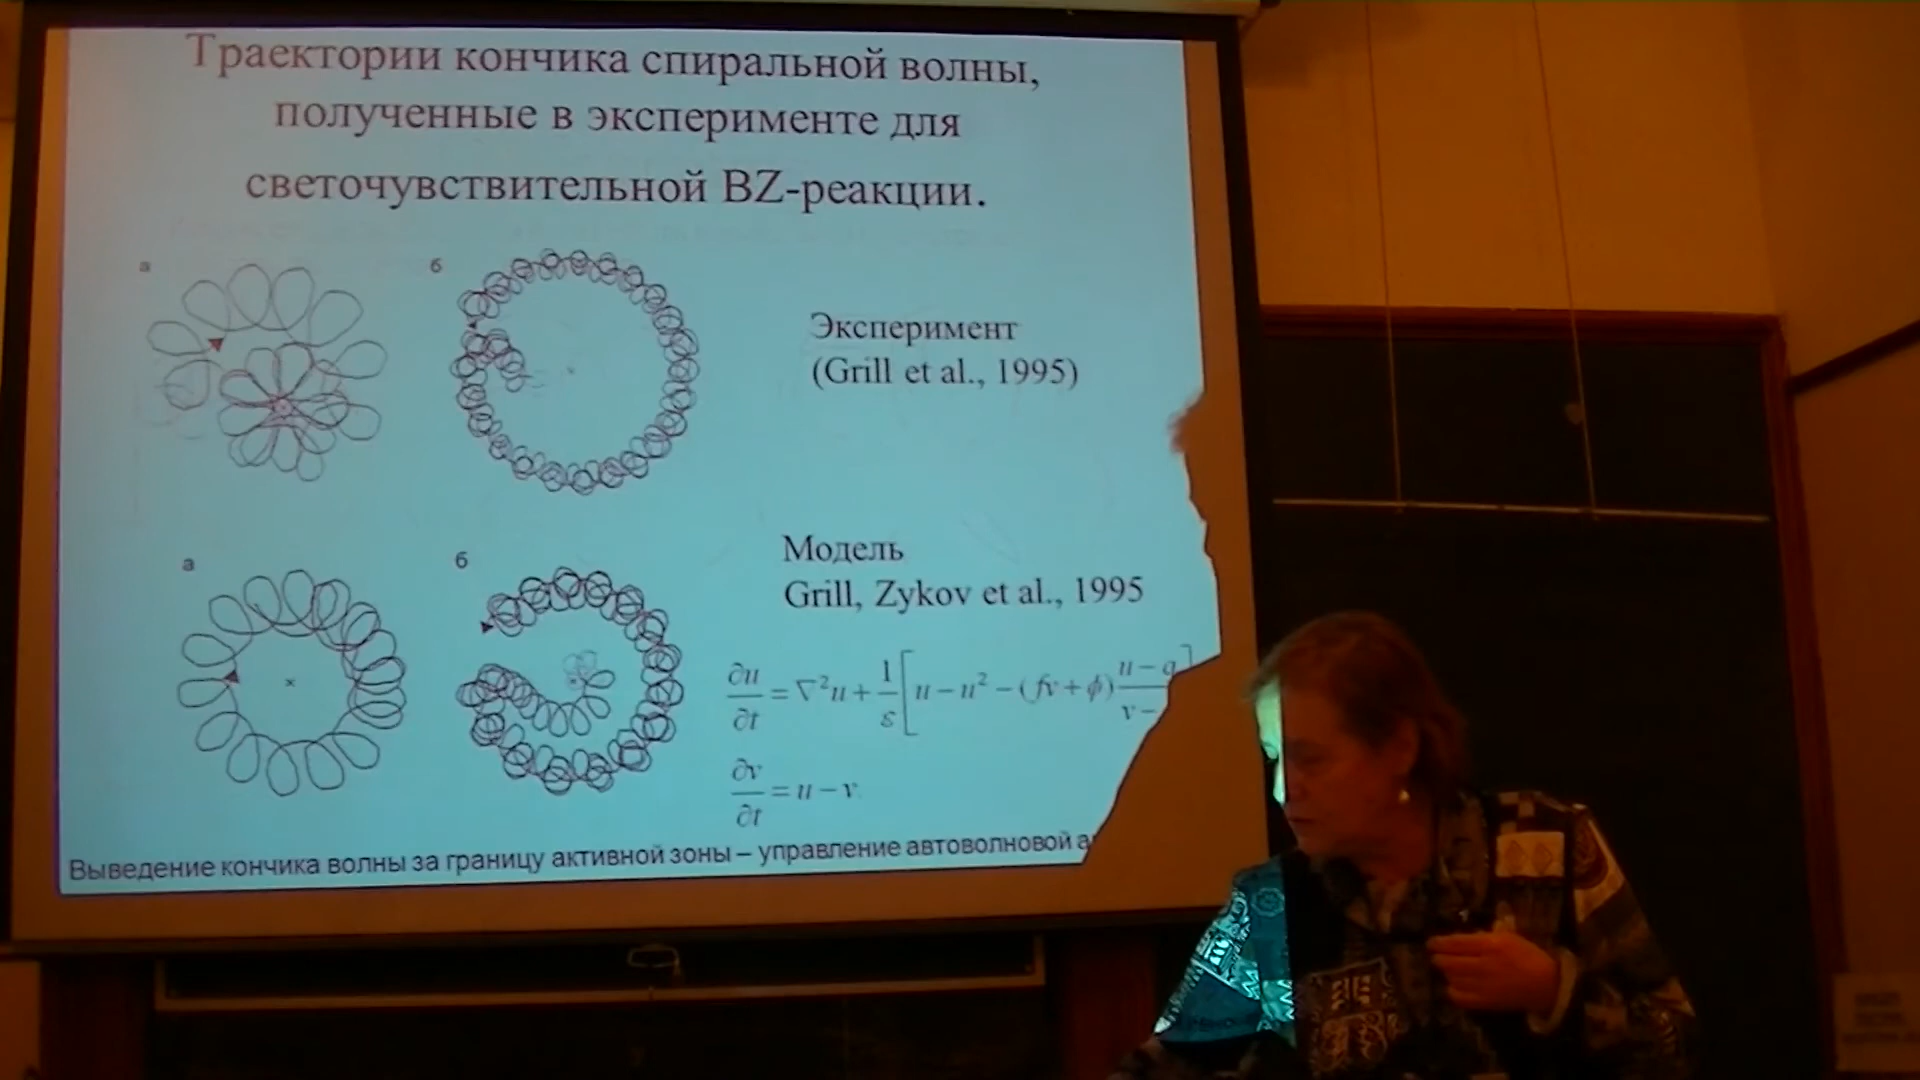 Траектории кончика спиральной волны,
полученные в эксперименте для
светочувствительной BZ-реакции.
а
б
Эксперимент
(Grill et al., 1995)
а
б
Модель
Grill, Zykov et al., 1995
∂u/∂t = ∇²u + 1/ε [ u − u² − (fv + ϕ) u − q / v − ]
∂v/∂t = u − v
Выведение кончика волны за границу активной зоны – управление автоволновой